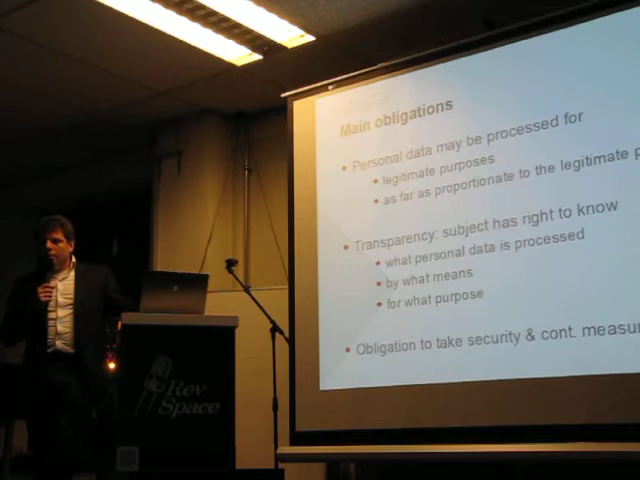 Main obligations
• Personal data may be processed for
• legitimate purposes
• as far as proportionate to the legitimate p
• Transparency: subject has right to know
• what personal data is processed
• by what means
• for what purpose
• Obligation to take security & cont. measur
Rev
Space